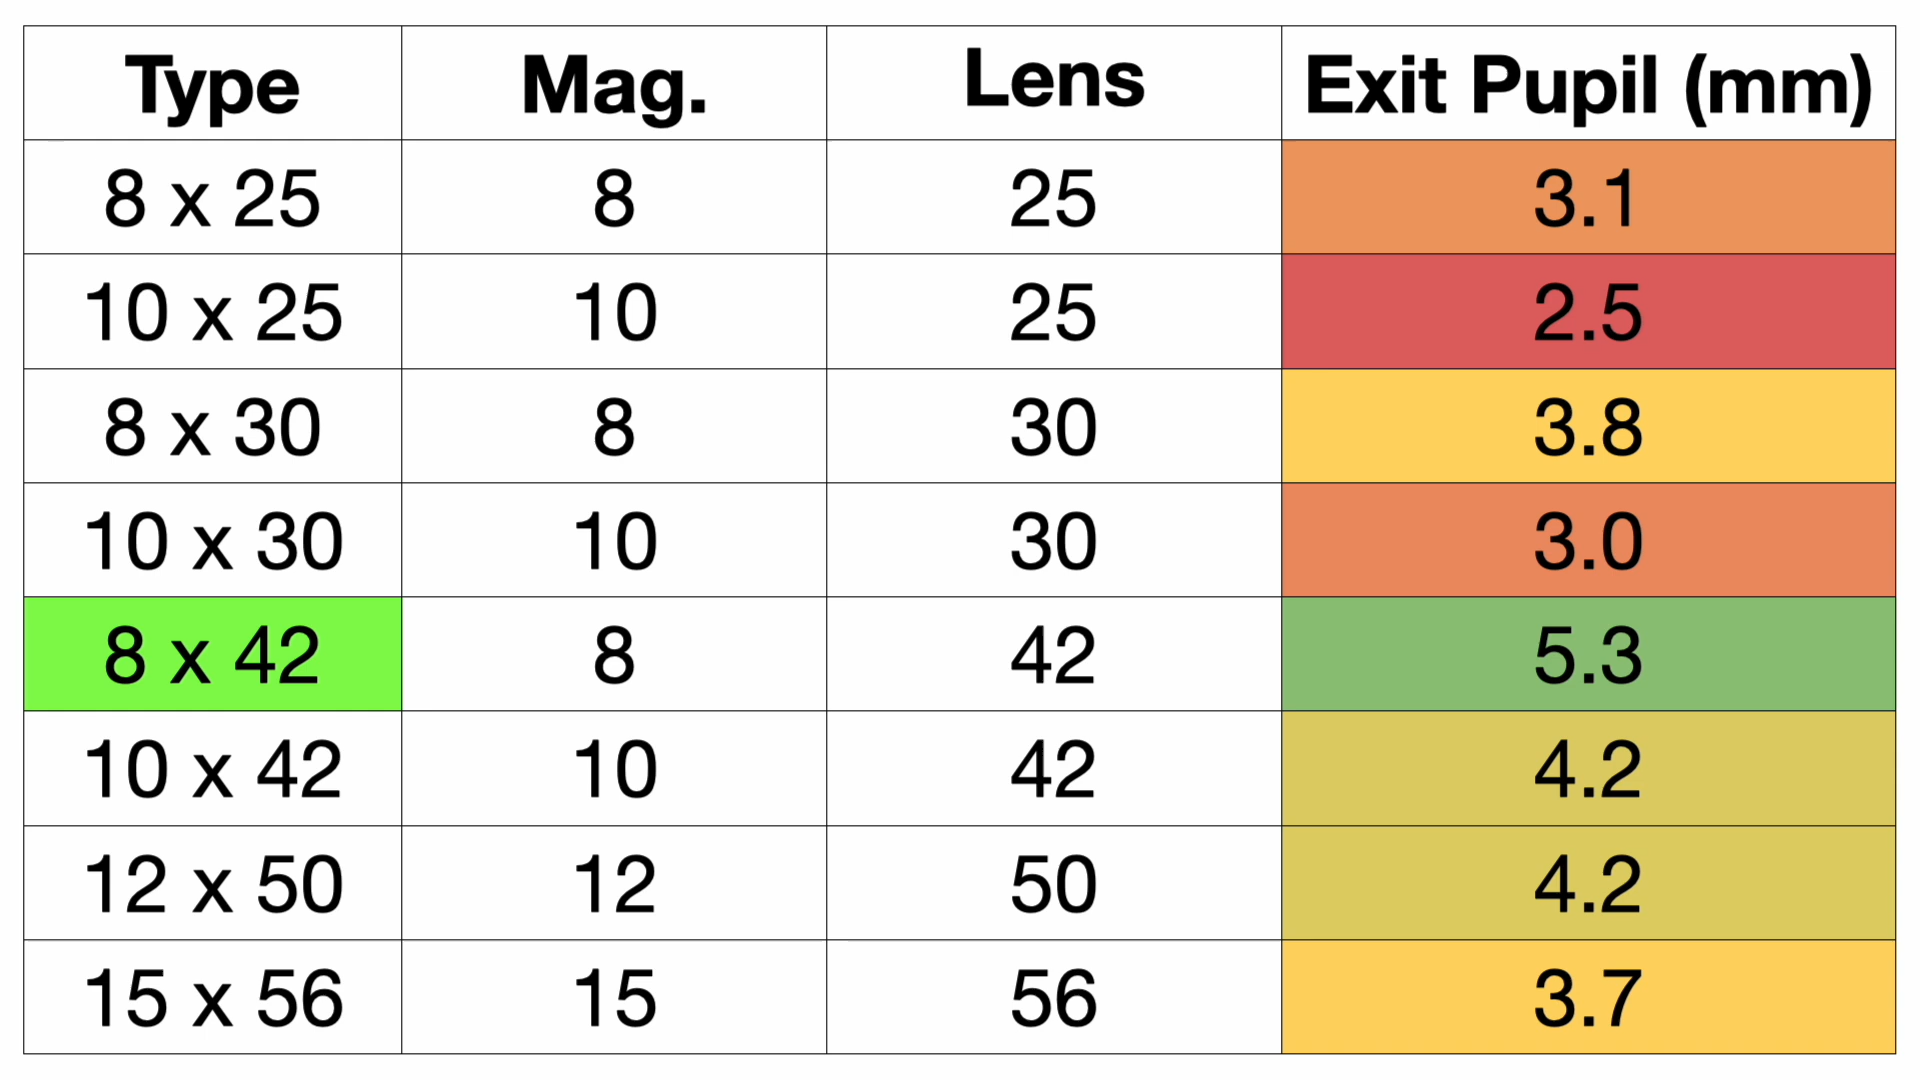 Type Mag. Lens Exit Pupil (mm)
8 x 25 8 25 3.1
10 x 25 10 25 2.5
8 x 30 8 30 3.8
10 x 30 10 30 3.0
8 x 42 8 42 5.3
10 x 42 10 42 4.2
12 x 50 12 50 4.2
15 x 56 15 56 3.7